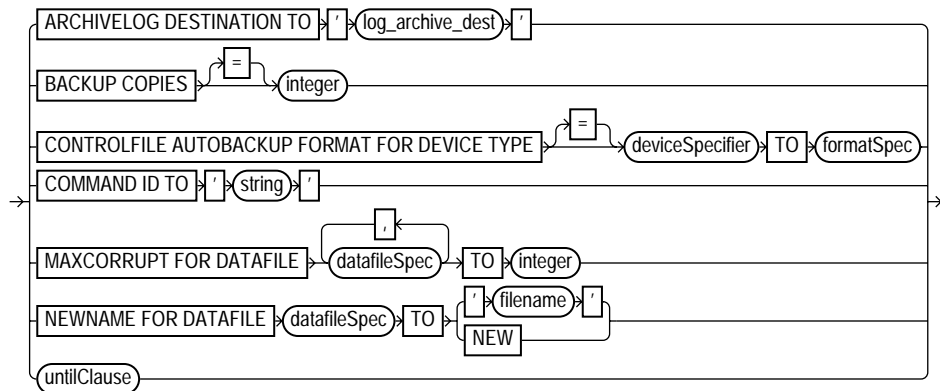 ARCHIVELOG DESTINATION TO ' log_archive_dest '
=
BACKUP COPIES integer
=
CONTROLFILE AUTOBACKUP FORMAT FOR DEVICE TYPE deviceSpecifier TO formatSpec
COMMAND ID TO ' string '
,
MAXCORRUPT FOR DATAFILE datafileSpec TO integer
' filename '
NEWNAME FOR DATAFILE datafileSpec TO
NEW
untilClause